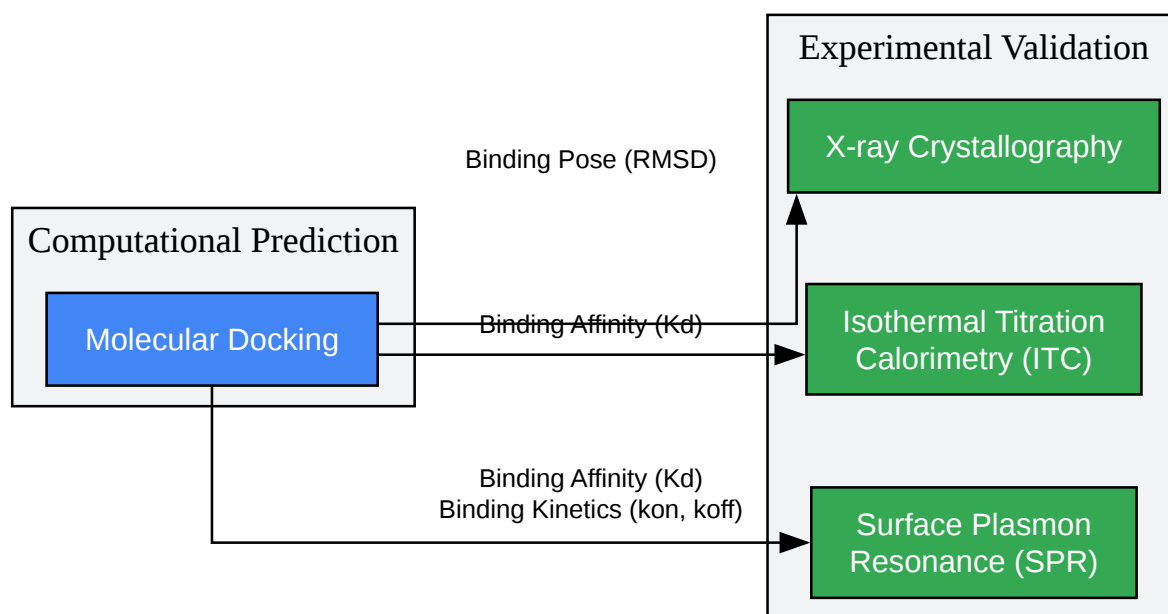 Experimental Validation
X-ray Crystallography
Binding Pose (RMSD)
Computational Prediction
Molecular Docking
Binding Affinity (Kd)
Isothermal Titration
Calorimetry (ITC)
Binding Affinity (Kd)
Binding Kinetics (kon, koff)
Surface Plasmon
Resonance (SPR)